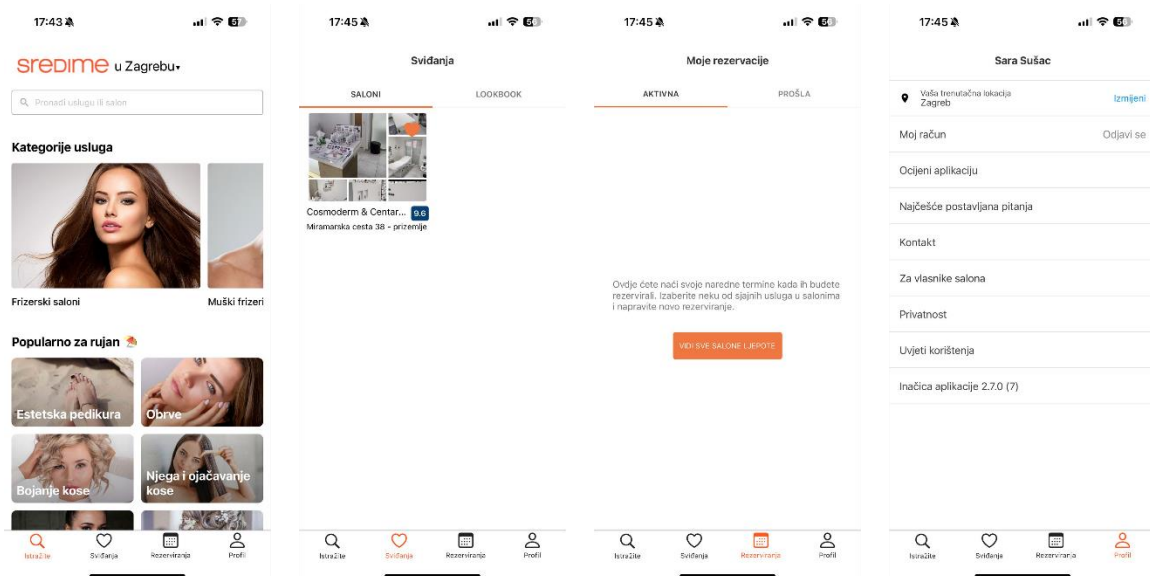 17:43
57
sredime u Zagrebu
Pronađi uslugu ili salon
Kategorije usluga
Frizerski saloni
Muški frizeri
Popularno za rujan
Estetska pedikura
Obrve
Bojanje kose
Njega i ojačavanje
kose
Istražite
Sviđanja
Rezerviranja
Profil
17:45
56
Sviđanja
SALONI
LOOKBOOK
Cosmoderm & Centar...
9.6
Miramarska cesta 38 - prizemlje
Istražite
Sviđanja
Rezerviranja
Profil
17:45
56
Moje rezervacije
AKTIVNA
PROŠLA
Ovdje ćete naći svoje naredne termine kada ih budete
rezervirali. Izaberite neku od sjajnih usluga u salonima
i napravite novo rezerviranje.
VIDI SVE SALONE LJEPOTE
Istražite
Sviđanja
Rezerviranja
Profil
17:45
56
Sara Sušac
Vaša trenutačna lokacija
Zagreb
Izmijeni
Moj račun
Odjavi se
Ocijeni aplikaciju
Najčešće postavljana pitanja
Kontakt
Za vlasnike salona
Privatnost
Uvjeti korištenja
Inačica aplikacije 2.7.0 (7)
Istražite
Sviđanja
Rezerviranja
Profil